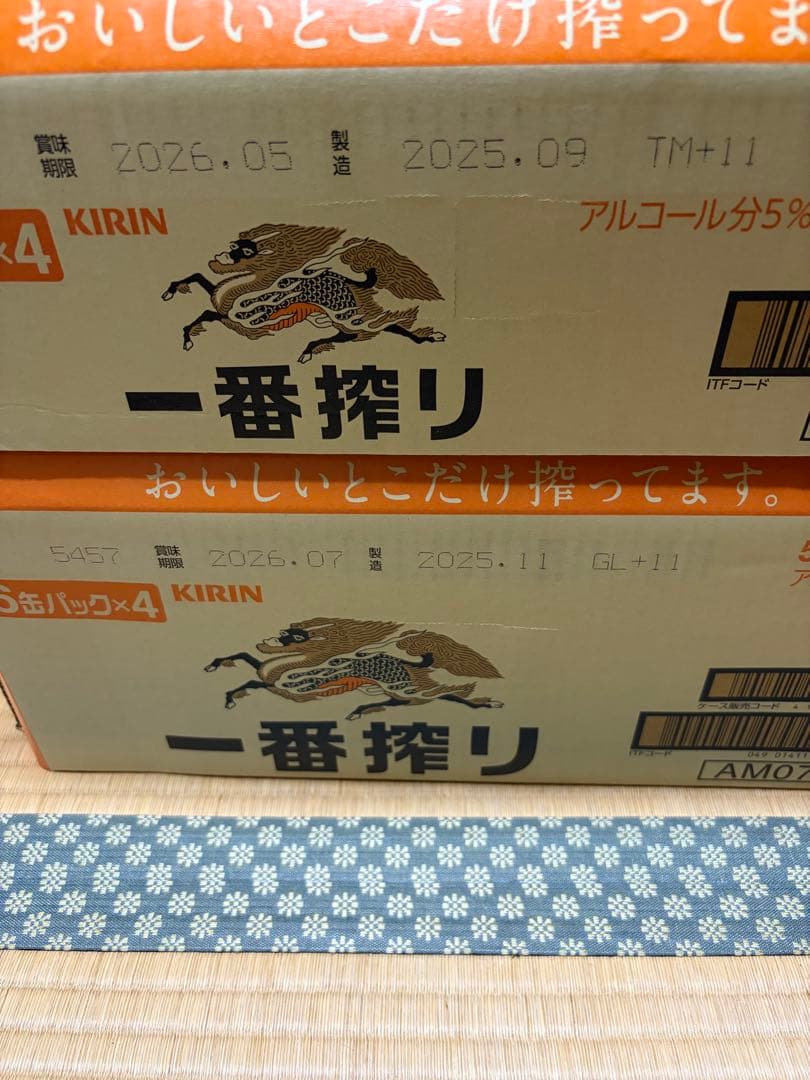 おいしいとこだけ搾ってま
賞味期限 2026.05 製造 2025.09 TM+11
×4 KIRIN アルコール分5%
一番搾り
ITFコード
おいしいとこだけ搾ってます。
5457 賞味期限 2026.07 製造 2025.11 GL+11
6缶パック×4 KIRIN
一番搾り
ケース販売コード 4
ITFコード 049 01411
AM07